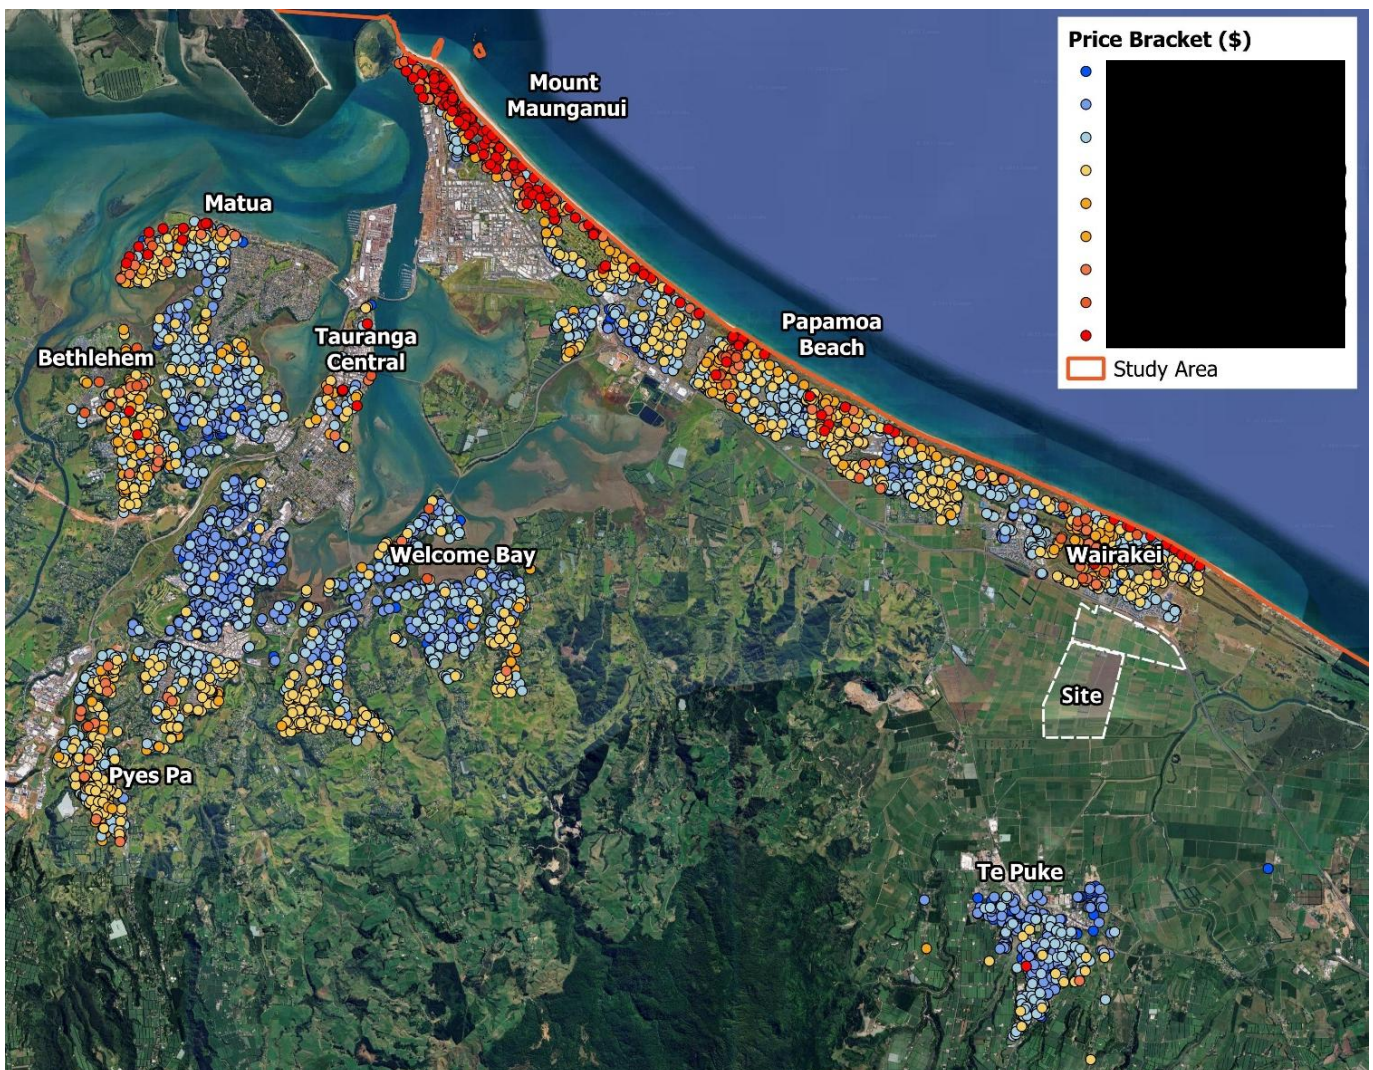 Price Bracket ($)
Study Area
Mount
Maunganui
Matua
Papamoa
Beach
Tauranga
Central
Bethlehem
Welcome Bay
Wairakei
Site
Pyes Pa
Te Puke